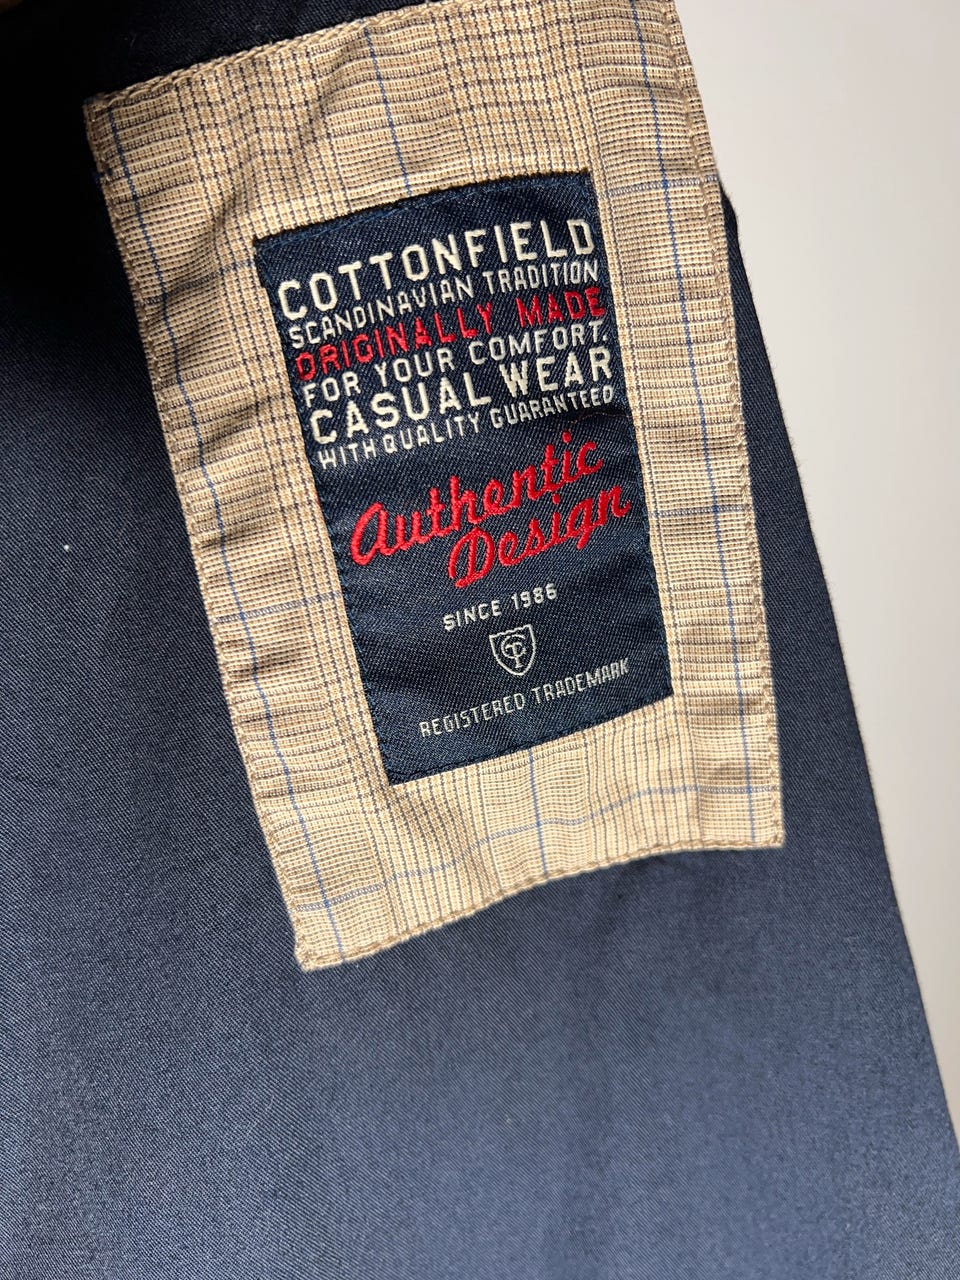 COTTONFIELD
SCANDINAVIAN TRADITION
ORIGINALLY MADE
FOR YOUR COMFORT.
CASUAL WEAR
WITH QUALITY GUARANTEED
Authentic
Design
SINCE 1986
REGISTERED TRADEMARK